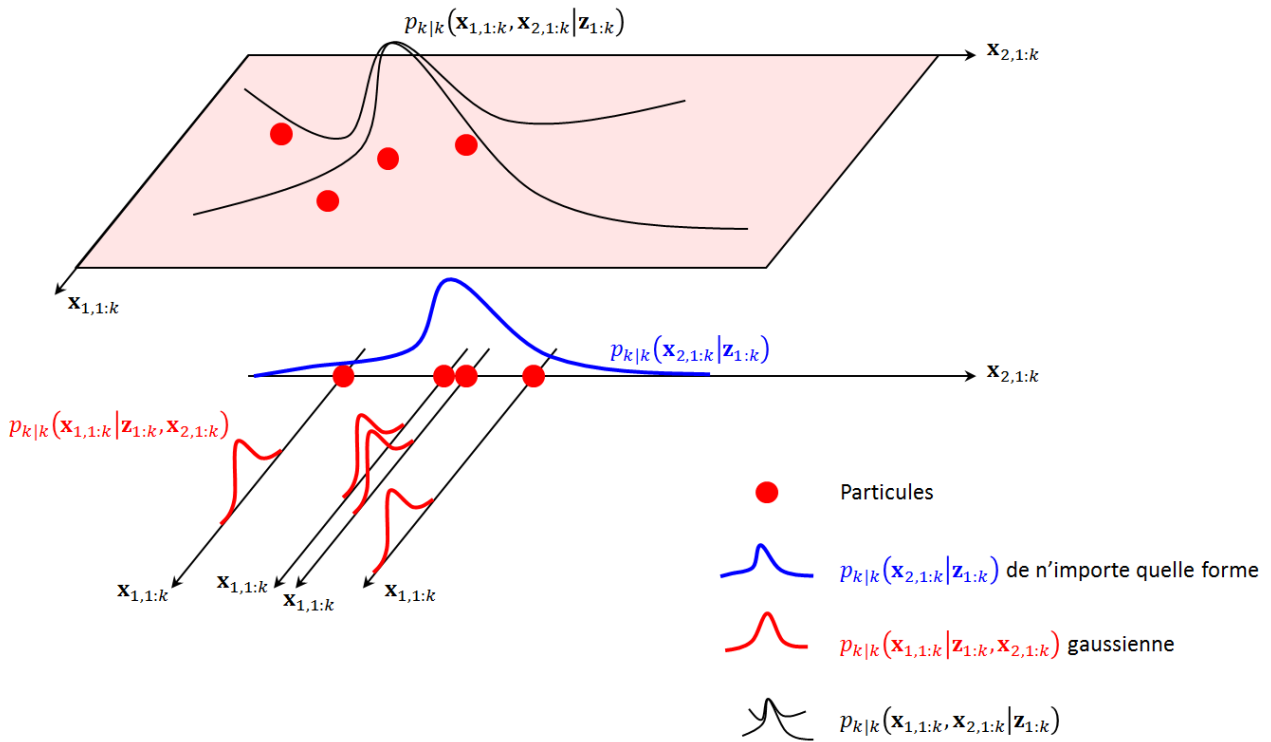 p_{k|k}(x_{1,1:k}, x_{2,1:k}|z_{1:k})
x_{2,1:k}
x_{1,1:k}
p_{k|k}(x_{2,1:k}|z_{1:k})
x_{2,1:k}
p_{k|k}(x_{1,1:k}|z_{1:k}, x_{2,1:k})
Particules
x_{1,1:k}
x_{1,1:k}
x_{1,1:k}
x_{1,1:k}
p_{k|k}(x_{2,1:k}|z_{1:k}) de n'importe quelle forme
p_{k|k}(x_{1,1:k}|z_{1:k}, x_{2,1:k}) gaussienne
p_{k|k}(x_{1,1:k}, x_{2,1:k}|z_{1:k})